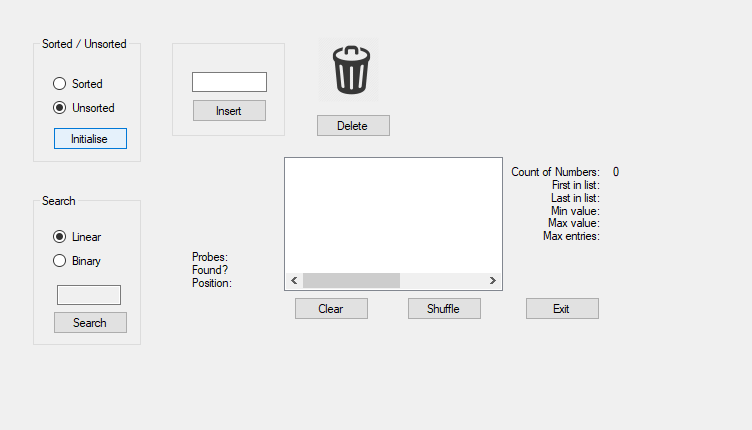 Sorted / Unsorted
Sorted
Unsorted
Initialise
Insert
Delete
Search
Linear
Binary
Search
Probes:
Found?
Position:
Count of Numbers: 0
First in list:
Last in list:
Min value:
Max value:
Max entries:
Clear
Shuffle
Exit